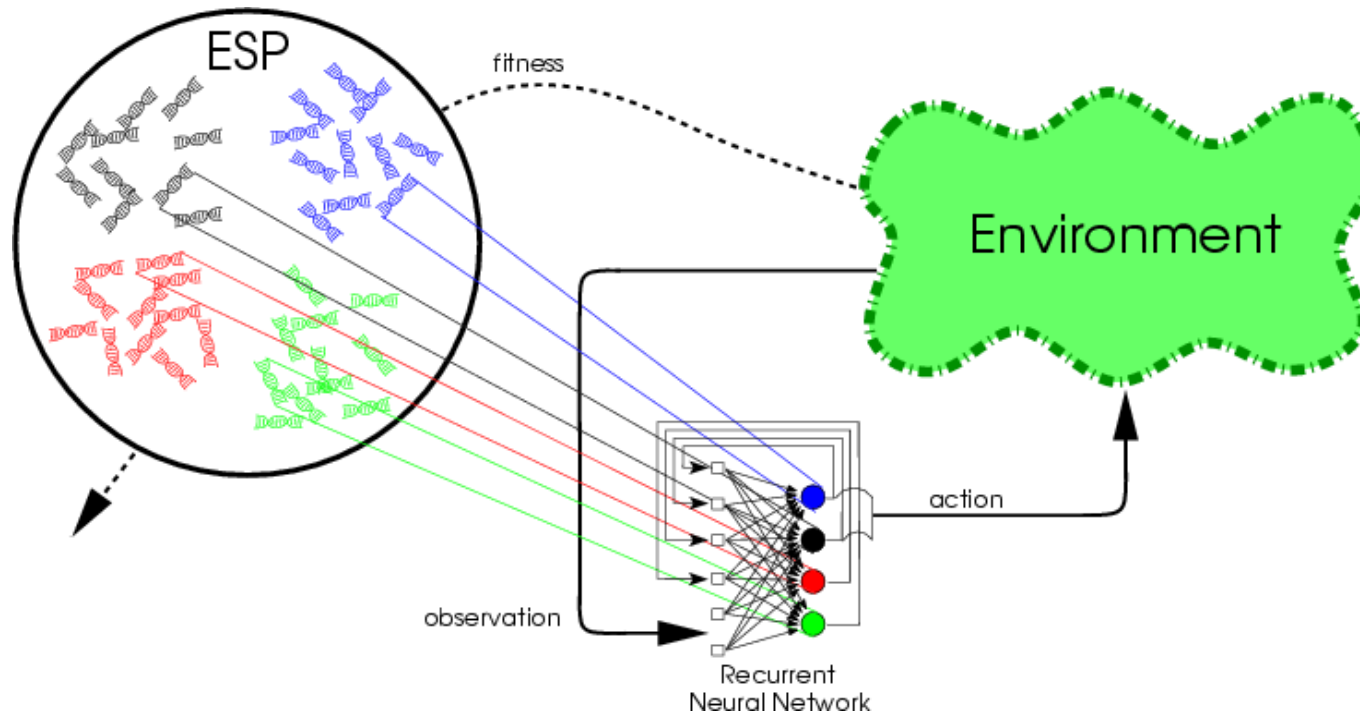 ESP
fitness
Environment
action
observation
Recurrent
Neural Network